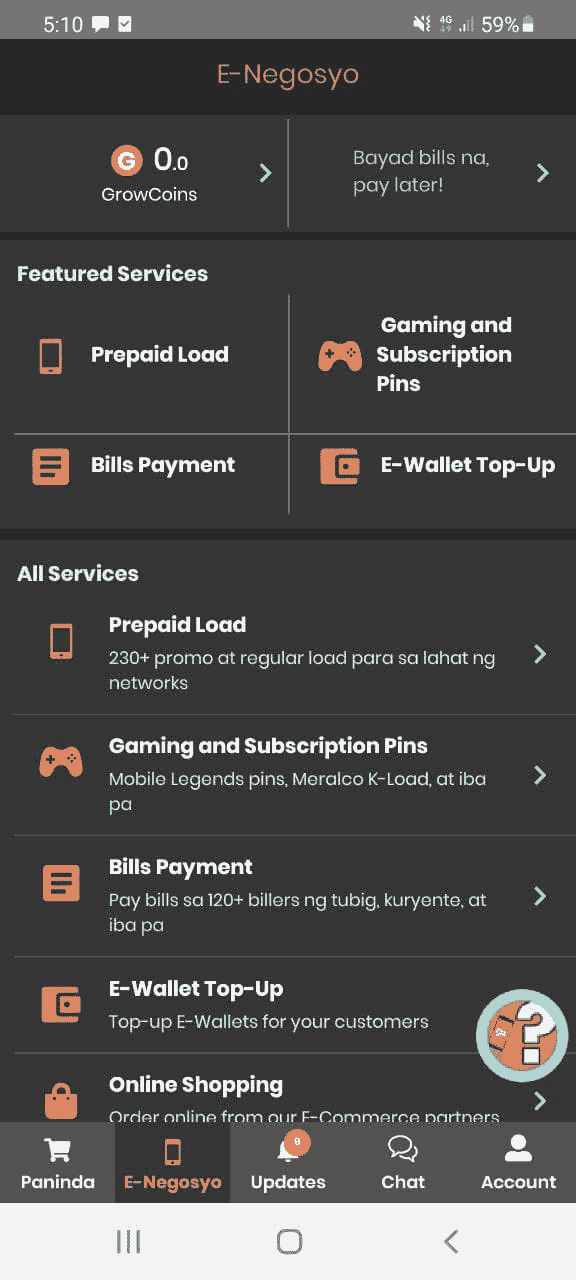 5:10
4G
59%
E-Negosyo
G 0.0
GrowCoins
Bayad bills na,
pay later!
Featured Services
Prepaid Load
Gaming and
Subscription
Pins
Bills Payment
E-Wallet Top-Up
All Services
Prepaid Load
230+ promo at regular load para sa lahat ng
networks
Gaming and Subscription Pins
Mobile Legends pins, Meralco K-Load, at iba
pa
Bills Payment
Pay bills sa 120+ billers ng tubig, kuryente, at
iba pa
E-Wallet Top-Up
Top-up E-Wallets for your customers
?
Online Shopping
Order online from our E-Commerce partners
9
Paninda
E-Negosyo
Updates
Chat
Account